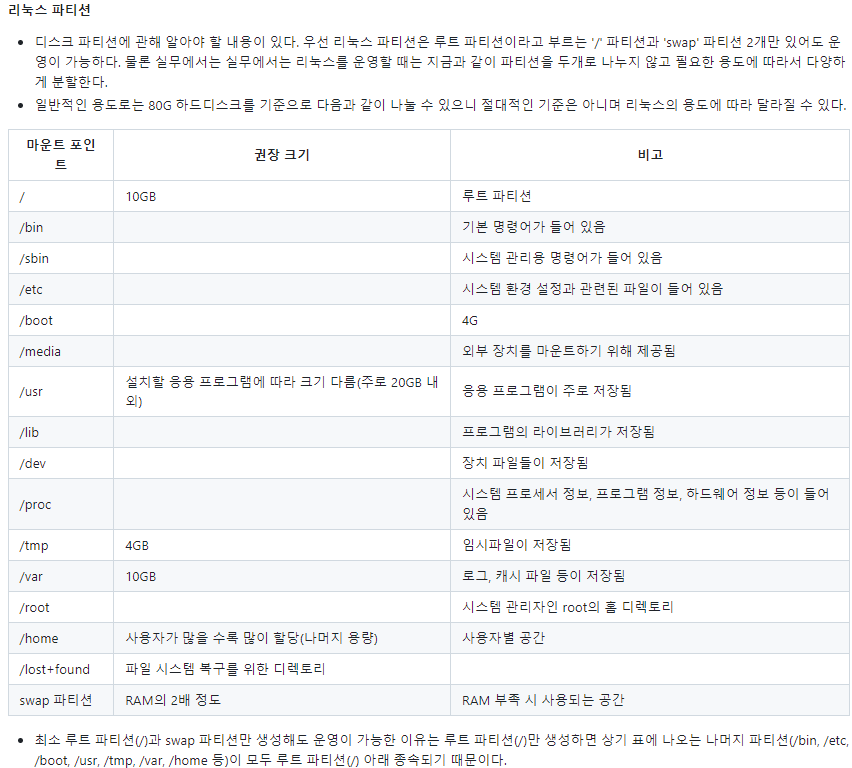 리눅스 파티션
디스크 파티션에 관해 알아야 할 내용이 있다. 우선 리눅스 파티션은 루트 파티션이라고 부르는 '/' 파티션과 'swap' 파티션 2개만 있어도 운
영이 가능하다. 물론 실무에서는 실무에서는 리눅스를 운영할 때는 지금과 같이 파티션을 두개로 나누지 않고 필요한 용도에 따라서 다양하
게 분할한다.
일반적인 용도로는 80G 하드디스크를 기준으로 다음과 같이 나눌 수 있으니 절대적인 기준은 아니며 리눅스의 용도에 따라 달라질 수 있다.
마운트 포인
트 권장 크기 비고
/ 10GB 루트 파티션
/bin 기본 명령어가 들어 있음
/sbin 시스템 관리용 명령어가 들어 있음
/etc 시스템 환경 설정과 관련된 파일이 들어 있음
/boot 4G
/media 외부 장치를 마운트하기 위해 제공됨
/usr 설치할 응용 프로그램에 따라 크기 다름(주로 20GB 내
외) 응용 프로그램이 주로 저장됨
/lib 프로그램의 라이브러리가 저장됨
/dev 장치 파일들이 저장됨
/proc 시스템 프로세서 정보, 프로그램 정보, 하드웨어 정보 등이 들어
있음
/tmp 4GB 임시파일이 저장됨
/var 10GB 로그, 캐시 파일 등이 저장됨
/root 시스템 관리자인 root의 홈 디렉토리
/home 사용자가 많을 수록 많이 할당(나머지 용량) 사용자별 공간
/lost+found 파일 시스템 복구를 위한 디렉토리
swap 파티션 RAM의 2배 정도 RAM 부족 시 사용되는 공간
최소 루트 파티션(/)과 swap 파티션만 생성해도 운영이 가능한 이유는 루트 파티션(/)만 생성하면 상기 표에 나오는 나머지 파티션(/bin, /etc,
/boot, /usr, /tmp, /var, /home 등)이 모두 루트 파티션(/) 아래 종속되기 때문이다.